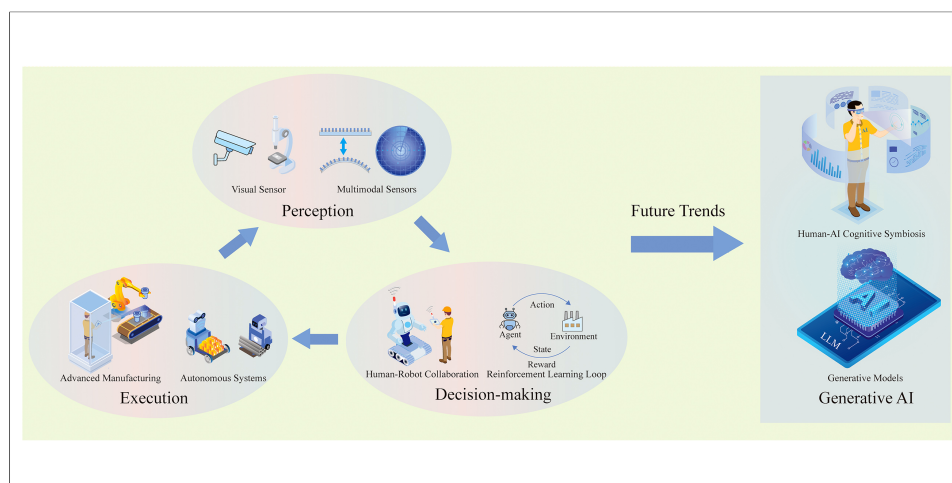 Visual Sensor
Multimodal Sensors
Perception
Future Trends
Human-AI Cognitive Symbiosis
Action
Agent
Environment
State
Reward
Human-Robot Collaboration
Reinforcement Learning Loop
Decision-making
Advanced Manufacturing
Autonomous Systems
Execution
AI
LLM
Generative Models
Generative AI